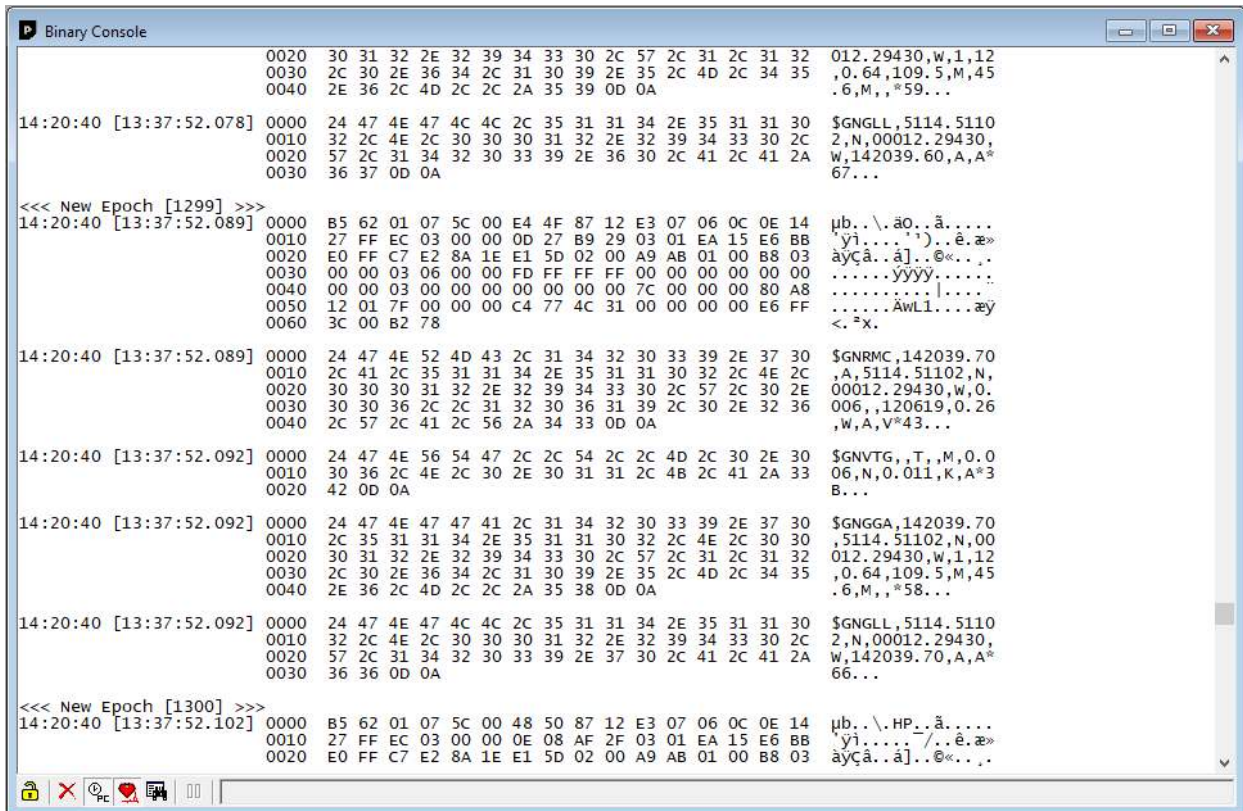 Binary Console
0020 30 31 32 2E 32 39 34 33 30 2C 57 2C 31 2C 31 32 012.29430,W,1,12
0030 2C 30 2E 36 34 2C 31 30 39 2E 35 2C 4D 2C 34 35 ,0.64,109.5,M,45
0040 2E 36 2C 4D 2C 2C 2A 35 39 0D 0A .6,M,,*59...
14:20:40 [13:37:52.078] 0000 24 47 4E 47 4C 4C 2C 35 31 31 34 2E 35 31 31 30 $GNGLL,5114.5110
0010 32 2C 4E 2C 30 30 30 31 32 2E 32 39 34 33 30 2C 2,N,00012.29430,
0020 57 2C 31 34 32 30 33 39 2E 36 30 2C 41 2C 41 2A W,142039.60,A,A*
0030 36 37 0D 0A 67...
<<< New Epoch [1299] >>>
14:20:40 [13:37:52.089] 0000 B5 62 01 07 5C 00 E4 4F 87 12 E3 07 06 0C 0E 14 µb..\.äO..ã.....
0010 27 FF EC 03 00 00 0D 27 B9 29 03 01 EA 15 E6 BB 'ÿì....'¹)..ê.æ»
0020 E0 FF C7 E2 8A 1E E1 5D 02 00 A9 AB 01 00 B8 03 àÿÇâ..á]..©«..¸.
0030 00 00 03 06 00 00 FD FF FF FF 00 00 00 00 00 00 ......ýÿÿÿ......
0040 00 00 03 00 00 00 00 00 00 00 7C 00 00 00 80 A8 ..........|....¨
0050 12 01 7F 00 00 00 C4 77 4C 31 00 00 00 00 E6 FF ......ÄwL1....æÿ
0060 3C 00 B2 78 <.²x.
14:20:40 [13:37:52.089] 0000 24 47 4E 52 4D 43 2C 31 34 32 30 33 39 2E 37 30 $GNRMC,142039.70
0010 2C 41 2C 35 31 31 34 2E 35 31 31 30 32 2C 4E 2C ,A,5114.51102,N,
0020 30 30 30 31 32 2E 32 39 34 33 30 2C 57 2C 30 2E 00012.29430,W,0.
0030 30 30 36 2C 2C 31 32 30 36 31 39 2C 30 2E 32 36 006,,120619,0.26
0040 2C 57 2C 41 2C 56 2A 34 33 0D 0A ,W,A,V*43...
14:20:40 [13:37:52.092] 0000 24 47 4E 56 54 47 2C 2C 54 2C 2C 4D 2C 30 2E 30 $GNVTG,,T,,M,0.0
0010 30 36 2C 4E 2C 30 2E 30 31 31 2C 4B 2C 41 2A 33 06,N,0.011,K,A*3
0020 42 0D 0A B...
14:20:40 [13:37:52.092] 0000 24 47 4E 47 47 41 2C 31 34 32 30 33 39 2E 37 30 $GNGGA,142039.70
0010 2C 35 31 31 34 2E 35 31 31 30 32 2C 4E 2C 30 30 ,5114.51102,N,00
0020 30 31 32 2E 32 39 34 33 30 2C 57 2C 31 2C 31 32 012.29430,W,1,12
0030 2C 30 2E 36 34 2C 31 30 39 2E 35 2C 4D 2C 34 35 ,0.64,109.5,M,45
0040 2E 36 2C 4D 2C 2C 2A 35 38 0D 0A .6,M,,*58...
14:20:40 [13:37:52.092] 0000 24 47 4E 47 4C 4C 2C 35 31 31 34 2E 35 31 31 30 $GNGLL,5114.5110
0010 32 2C 4E 2C 30 30 30 31 32 2E 32 39 34 33 30 2C 2,N,00012.29430,
0020 57 2C 31 34 32 30 33 39 2E 37 30 2C 41 2C 41 2A W,142039.70,A,A*
0030 36 36 0D 0A 66...
<<< New Epoch [1300] >>>
14:20:40 [13:37:52.102] 0000 B5 62 01 07 5C 00 48 50 87 12 E3 07 06 0C 0E 14 µb..\.HP..ã.....
0010 27 FF EC 03 00 00 0E 08 AF 2F 03 01 EA 15 E6 BB 'ÿì.....¯/..ê.æ»
0020 E0 FF C7 E2 8A 1E E1 5D 02 00 A9 AB 01 00 B8 03 àÿÇâ..á]..©«..¸.
PC